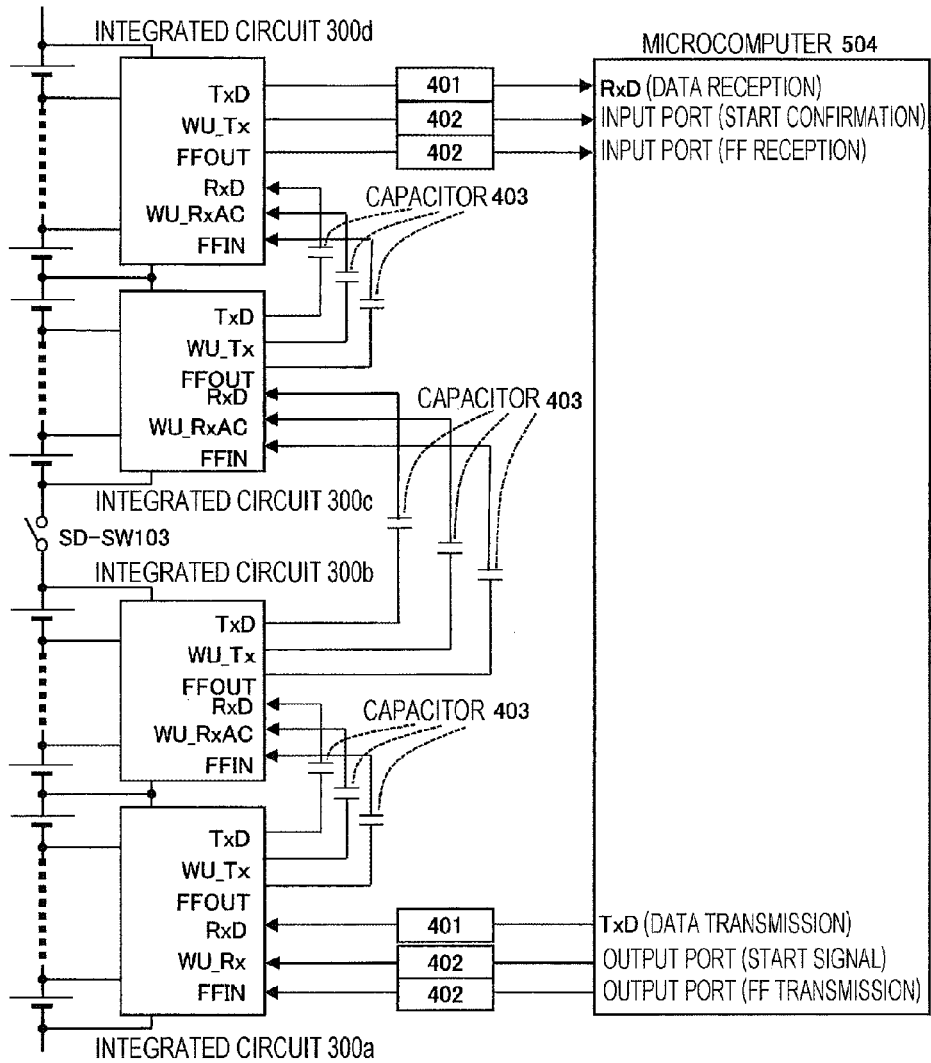 INTEGRATED CIRCUIT 300d
MICROCOMPUTER 504
TxD
401
RxD (DATA RECEPTION)
WU_Tx
402
INPUT PORT (START CONFIRMATION)
FFOUT
402
INPUT PORT (FF RECEPTION)
RxD
WU_RxAC
FFIN
CAPACITOR 403
TxD
WU_Tx
FFOUT
RxD
WU_RxAC
FFIN
CAPACITOR 403
INTEGRATED CIRCUIT 300c
SD-SW103
INTEGRATED CIRCUIT 300b
TxD
WU_Tx
FFOUT
RxD
WU_RxAC
FFIN
CAPACITOR 403
TxD
WU_Tx
FFOUT
RxD
401
TxD (DATA TRANSMISSION)
WU_Rx
402
OUTPUT PORT (START SIGNAL)
FFIN
402
OUTPUT PORT (FF TRANSMISSION)
INTEGRATED CIRCUIT 300a